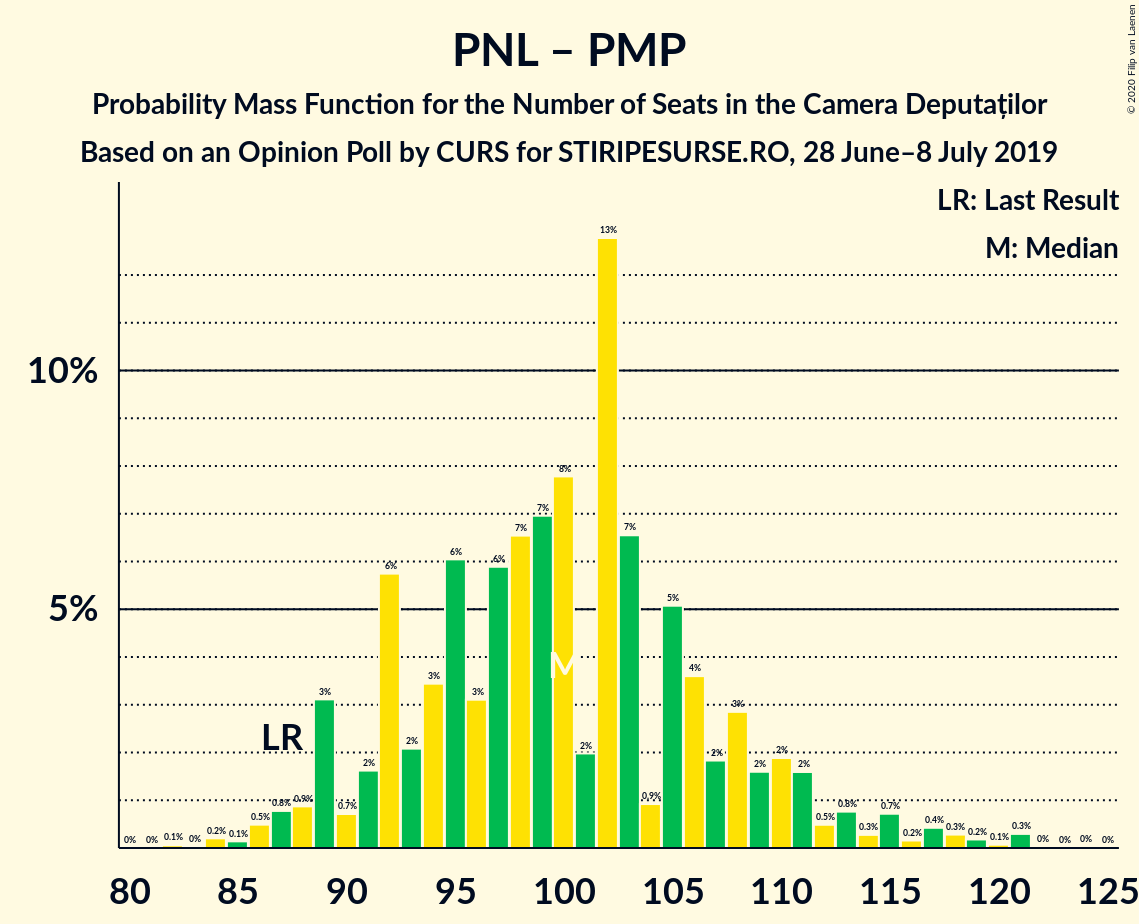 PNL – PMP
Probability Mass Function for the Number of Seats in the Camera Deputaților
Based on an Opinion Poll by CURS for STIRIPESURSE.RO, 28 June–8 July 2019
© 2020 Filip van Laenen
LR: Last Result
M: Median
10%
5%
LR
M
0% 0% 0.1% 0% 0.2% 0.1% 0.5% 0.8% 0.9% 3% 0.7% 2% 6% 2% 3% 6% 3% 6% 7% 7% 8% 2% 13% 7% 0.9% 5% 4% 2% 3% 2% 2% 2% 0.5% 0.8% 0.3% 0.7% 0.2% 0.4% 0.3% 0.2% 0.1% 0.3% 0% 0% 0% 0%
80 85 90 95 100 105 110 115 120 125